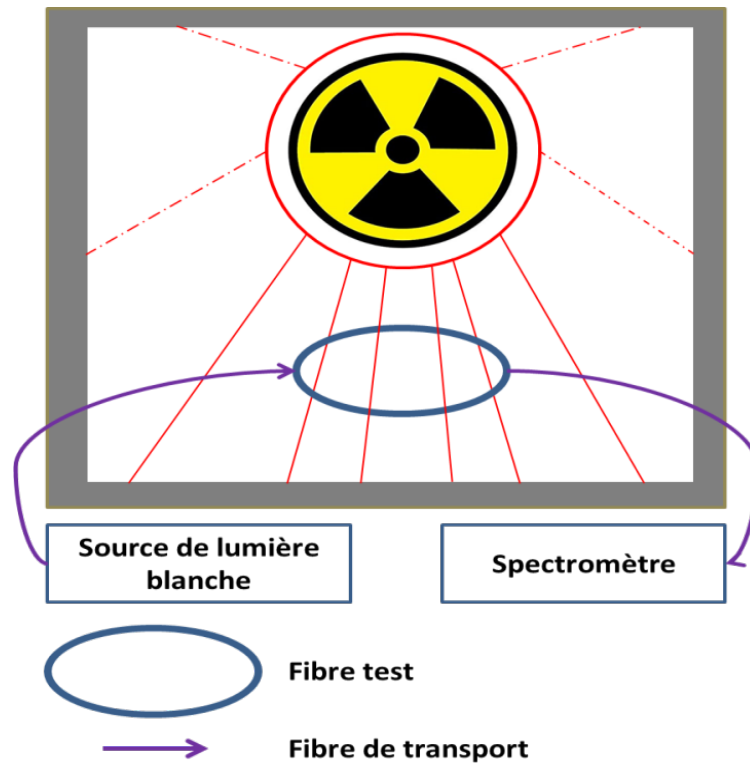 Source de lumière
blanche
Spectromètre
Fibre test
Fibre de transport